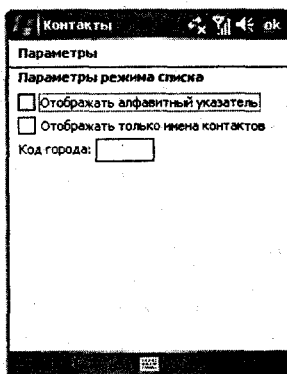 Контакты ok
Параметры
Параметры режима списка
Отображать алфавитный указатель
Отображать только имена контактов
Код города: